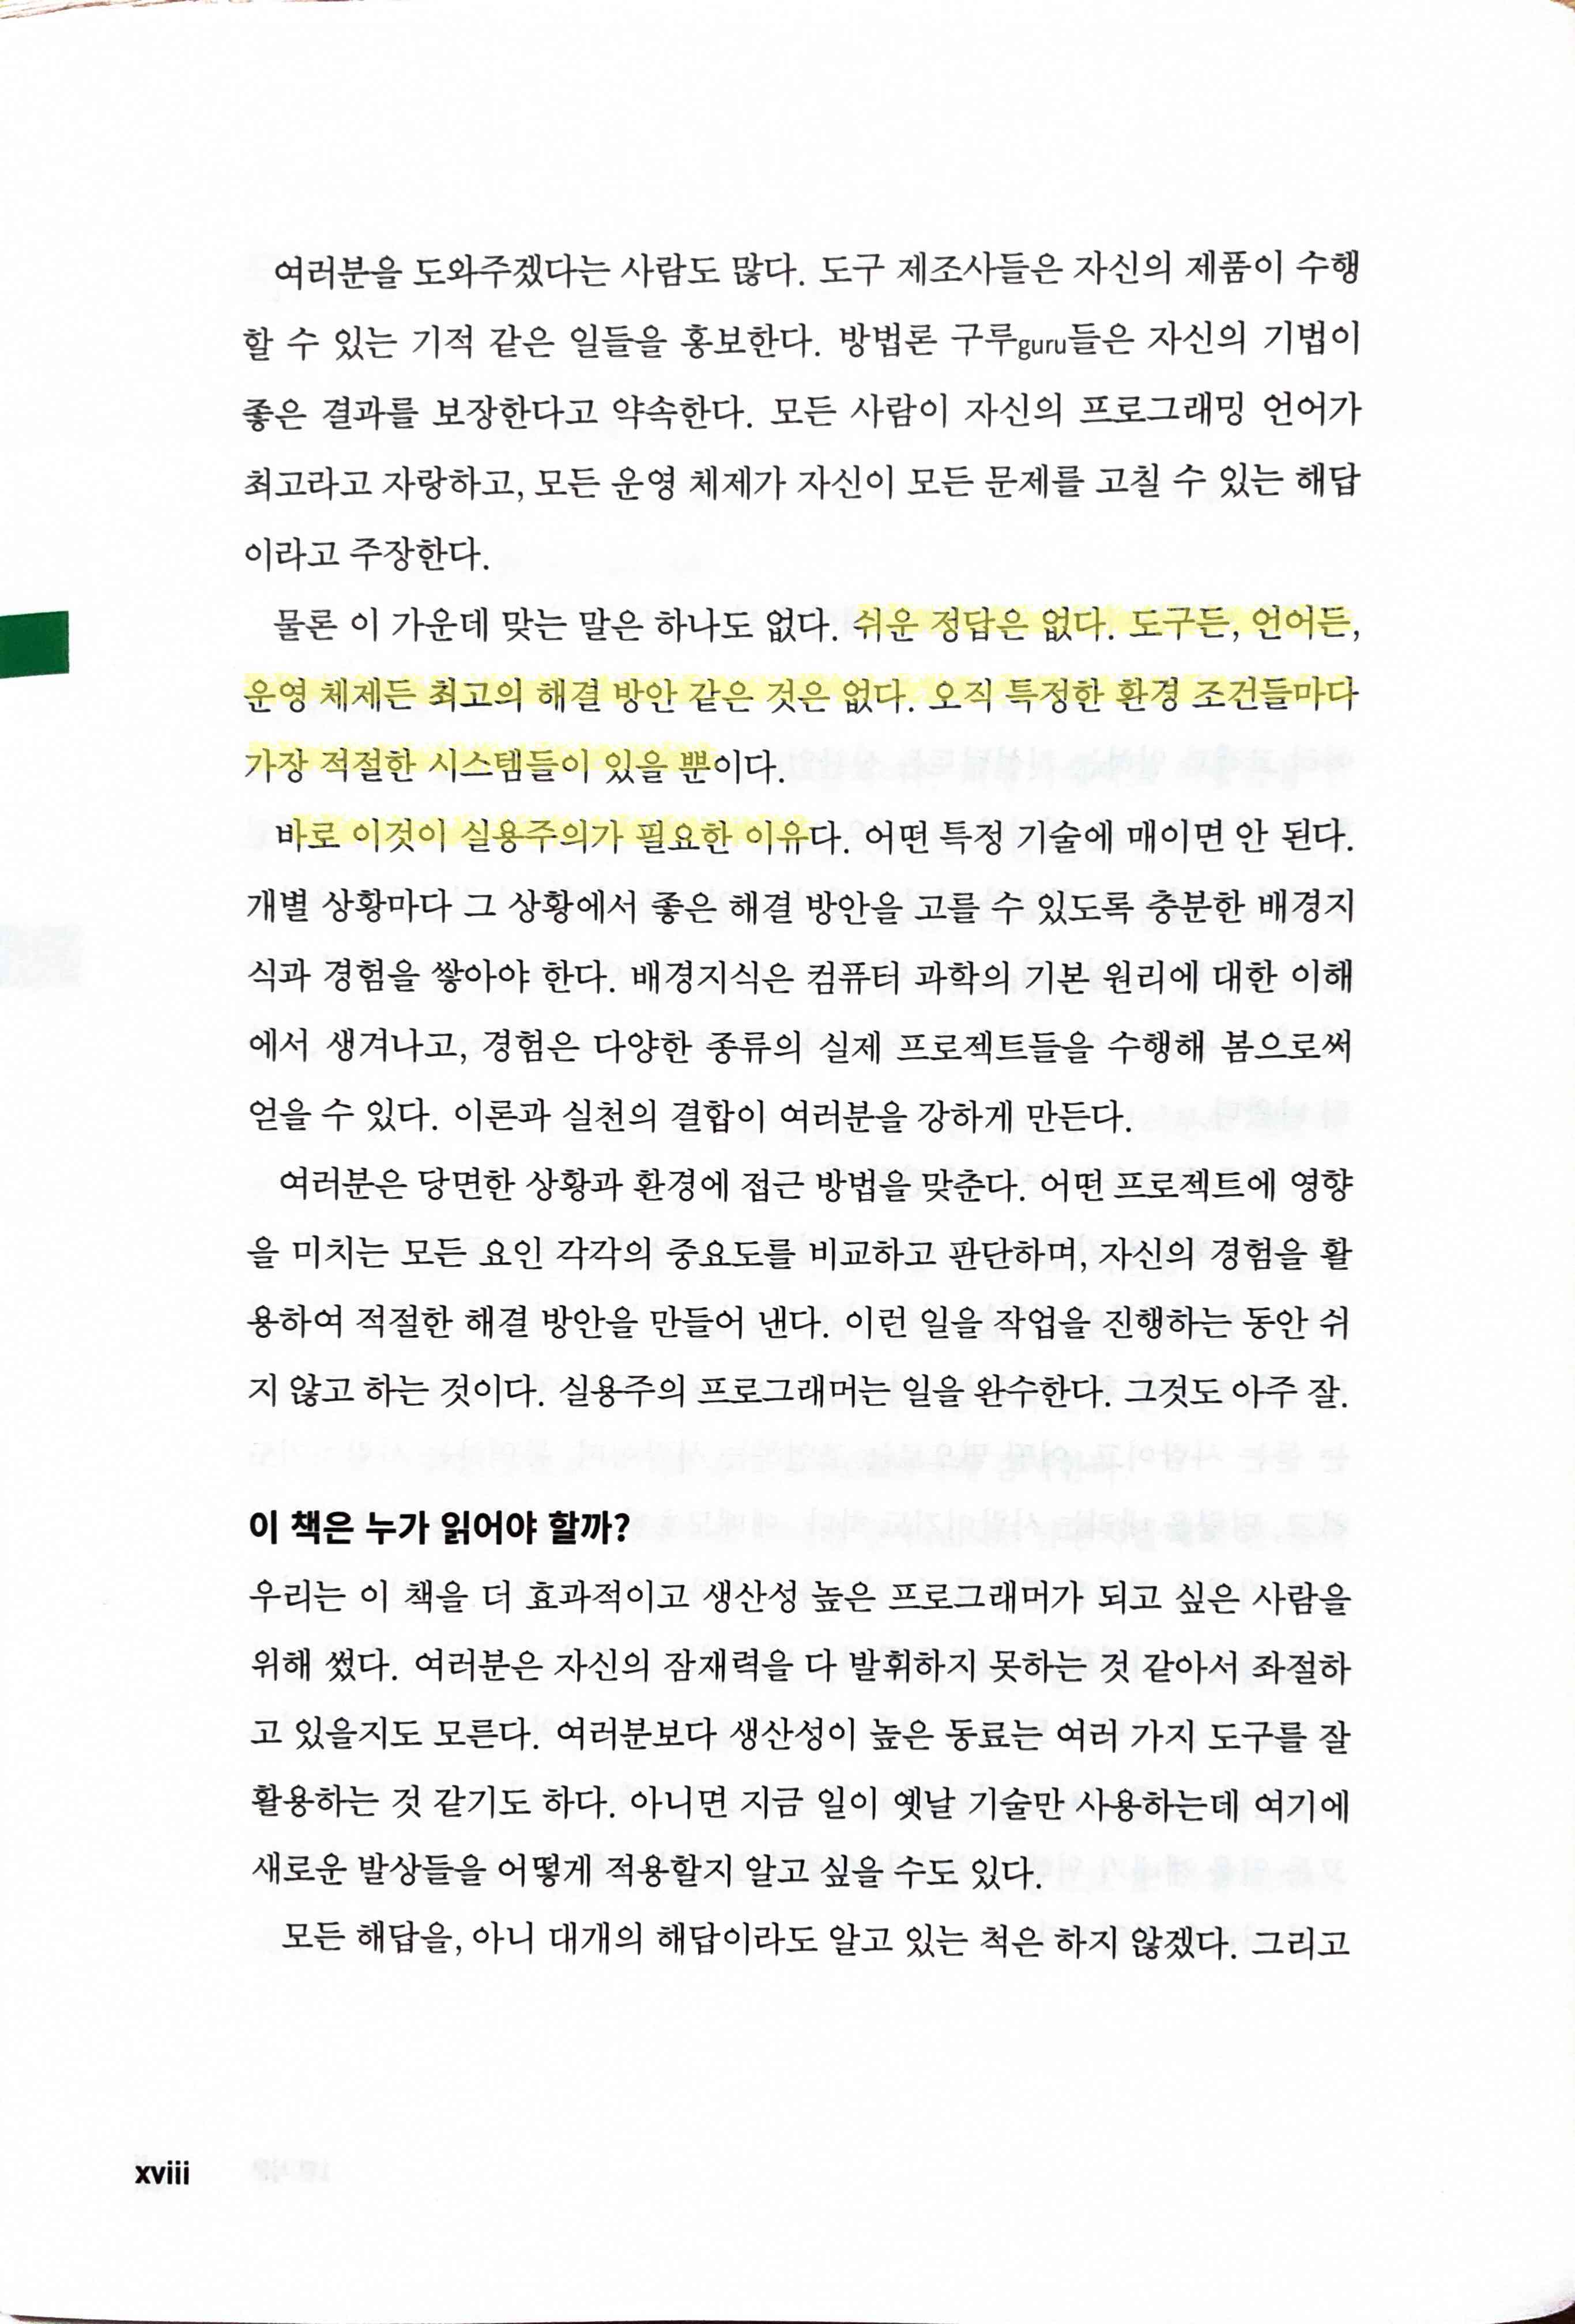 여러분을 도와주겠다는 사람도 많다. 도구 제조사들은 자신의 제품이 수행
할 수 있는 기적 같은 일들을 홍보한다. 방법론 구루guru들은 자신의 기법이
좋은 결과를 보장한다고 약속한다. 모든 사람이 자신의 프로그래밍 언어가
최고라고 자랑하고, 모든 운영 체제가 자신이 모든 문제를 고칠 수 있는 해답
이라고 주장한다.
물론 이 가운데 맞는 말은 하나도 없다. 쉬운 정답은 없다. 도구든, 언어든,
운영 체제든 최고의 해결 방안 같은 것은 없다. 오직 특정한 환경 조건들마다
가장 적절한 시스템들이 있을 뿐이다.
바로 이것이 실용주의가 필요한 이유다. 어떤 특정 기술에 매이면 안 된다.
개별 상황마다 그 상황에서 좋은 해결 방안을 고를 수 있도록 충분한 배경지
식과 경험을 쌓아야 한다. 배경지식은 컴퓨터 과학의 기본 원리에 대한 이해
에서 생겨나고, 경험은 다양한 종류의 실제 프로젝트들을 수행해 봄으로써
얻을 수 있다. 이론과 실천의 결합이 여러분을 강하게 만든다.
여러분은 당면한 상황과 환경에 접근 방법을 맞춘다. 어떤 프로젝트에 영향
을 미치는 모든 요인 각각의 중요도를 비교하고 판단하며, 자신의 경험을 활
용하여 적절한 해결 방안을 만들어 낸다. 이런 일을 작업을 진행하는 동안 쉬
지 않고 하는 것이다. 실용주의 프로그래머는 일을 완수한다. 그것도 아주 잘.
이 책은 누가 읽어야 할까?
우리는 이 책을 더 효과적이고 생산성 높은 프로그래머가 되고 싶은 사람을
위해 썼다. 여러분은 자신의 잠재력을 다 발휘하지 못하는 것 같아서 좌절하
고 있을지도 모른다. 여러분보다 생산성이 높은 동료는 여러 가지 도구를 잘
활용하는 것 같기도 하다. 아니면 지금 일이 옛날 기술만 사용하는데 여기에
새로운 발상들을 어떻게 적용할지 알고 싶을 수도 있다.
모든 해답을, 아니 대개의 해답이라도 알고 있는 척은 하지 않겠다. 그리고
xviii